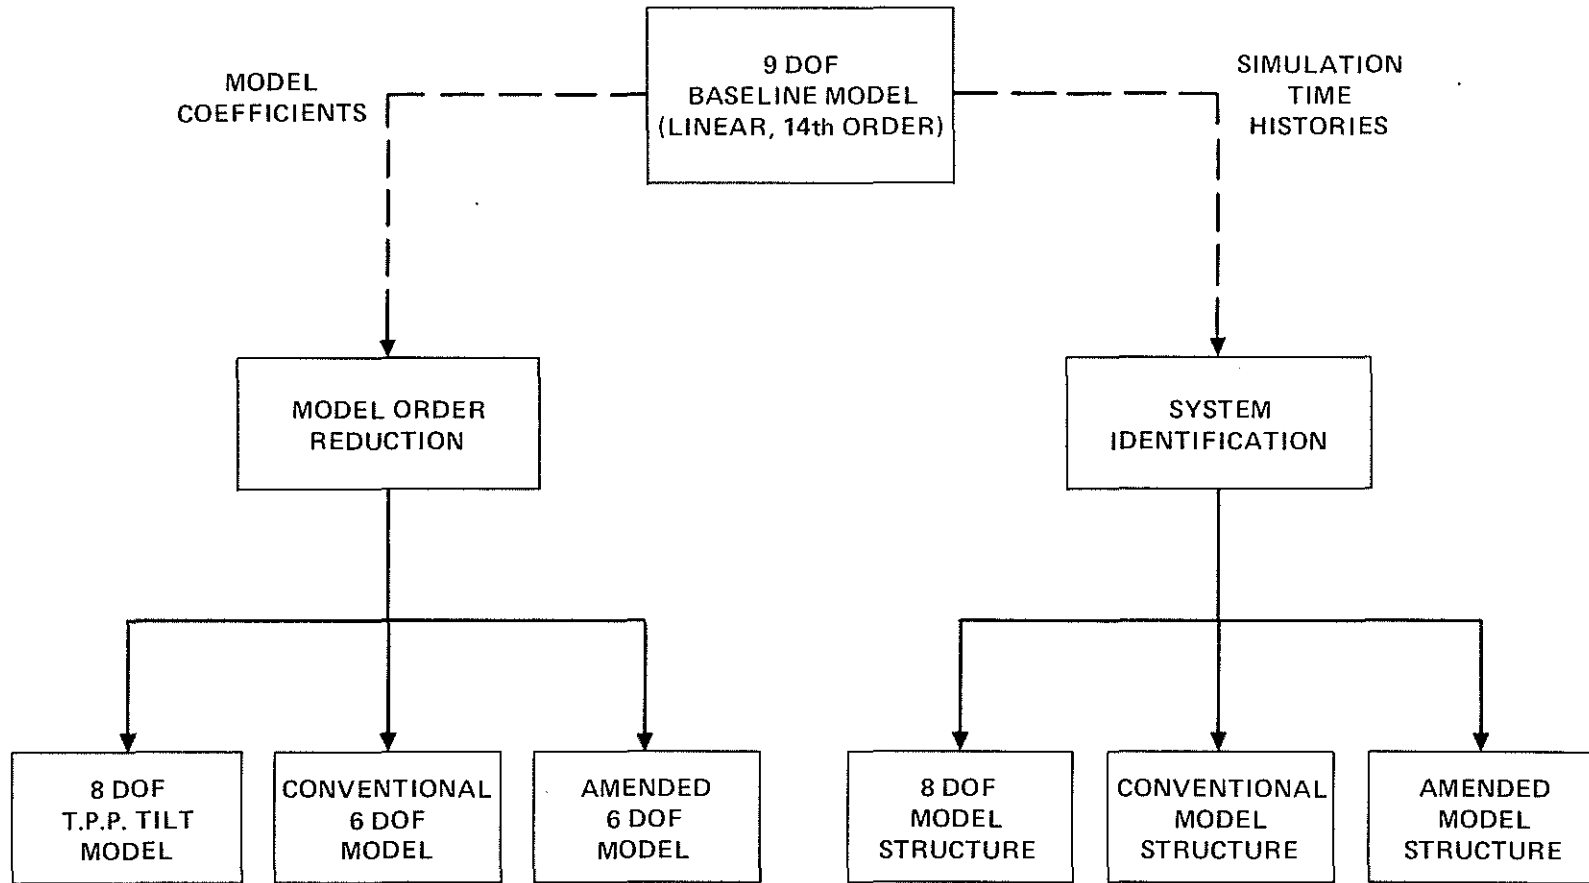 MODEL
COEFFICIENTS
9 DOF
BASELINE MODEL
(LINEAR, 14th ORDER)
SIMULATION
TIME
HISTORIES
MODEL ORDER
REDUCTION
SYSTEM
IDENTIFICATION
8 DOF
T.P.P. TILT
MODEL
CONVENTIONAL
6 DOF
MODEL
AMENDED
6 DOF
MODEL
8 DOF
MODEL
STRUCTURE
CONVENTIONAL
MODEL
STRUCTURE
AMENDED
MODEL
STRUCTURE